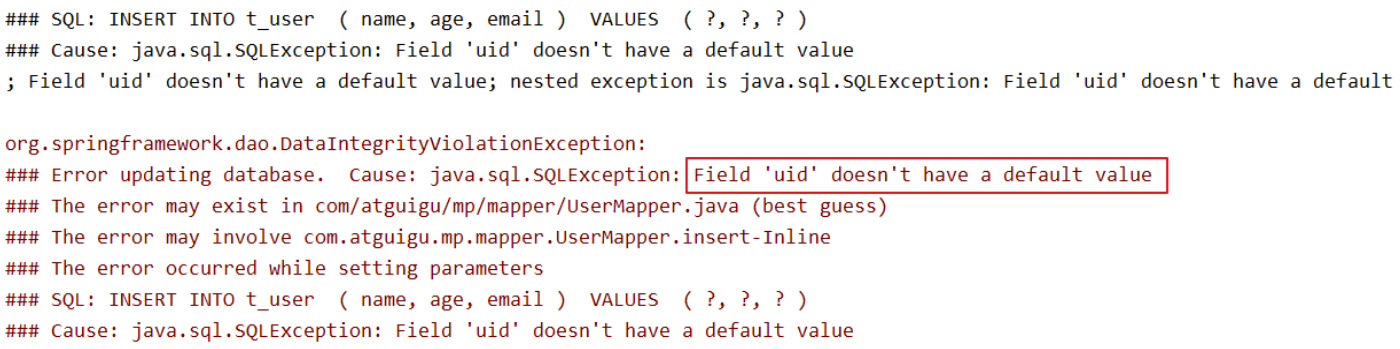 ### SQL: INSERT INTO t_user  ( name, age, email )  VALUES  ( ?, ?, ? )
### Cause: java.sql.SQLException: Field 'uid' doesn't have a default value
; Field 'uid' doesn't have a default value; nested exception is java.sql.SQLException: Field 'uid' doesn't have a default
org.springframework.dao.DataIntegrityViolationException:
### Error updating database.  Cause: java.sql.SQLException: Field 'uid' doesn't have a default value
### The error may exist in com/atguigu/mp/mapper/UserMapper.java (best guess)
### The error may involve com.atguigu.mp.mapper.UserMapper.insert-Inline
### The error occurred while setting parameters
### SQL: INSERT INTO t_user  ( name, age, email )  VALUES  ( ?, ?, ? )
### Cause: java.sql.SQLException: Field 'uid' doesn't have a default value